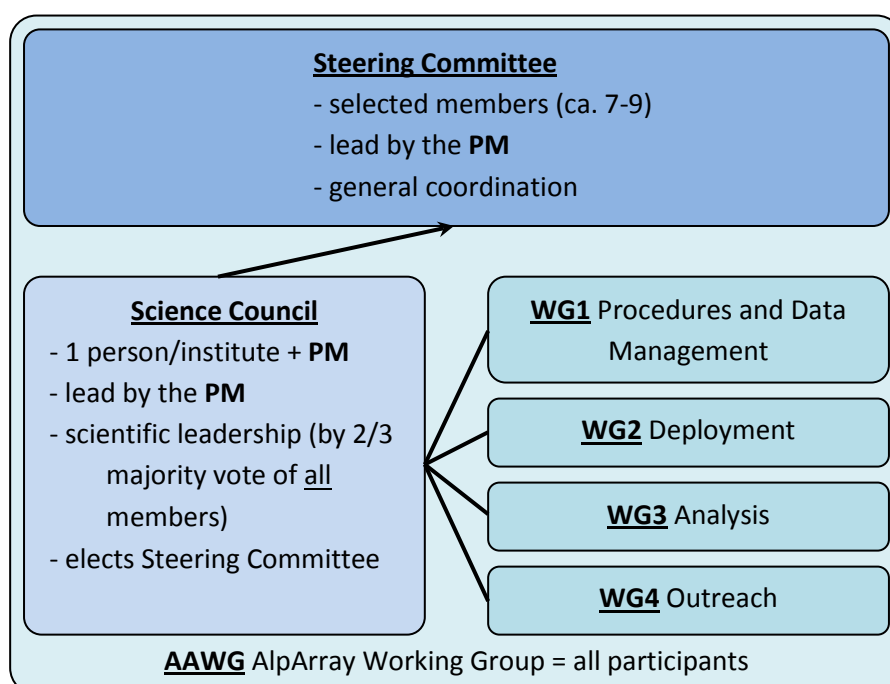 Steering Committee
- selected members (ca. 7-9)
- lead by the PM
- general coordination
Science Council
- 1 person/institute + PM
- lead by the PM
- scientific leadership (by 2/3
majority vote of all
members)
- elects Steering Committee
WG1 Procedures and Data
Management
WG2 Deployment
WG3 Analysis
WG4 Outreach
AAWG AlpArray Working Group = all participants